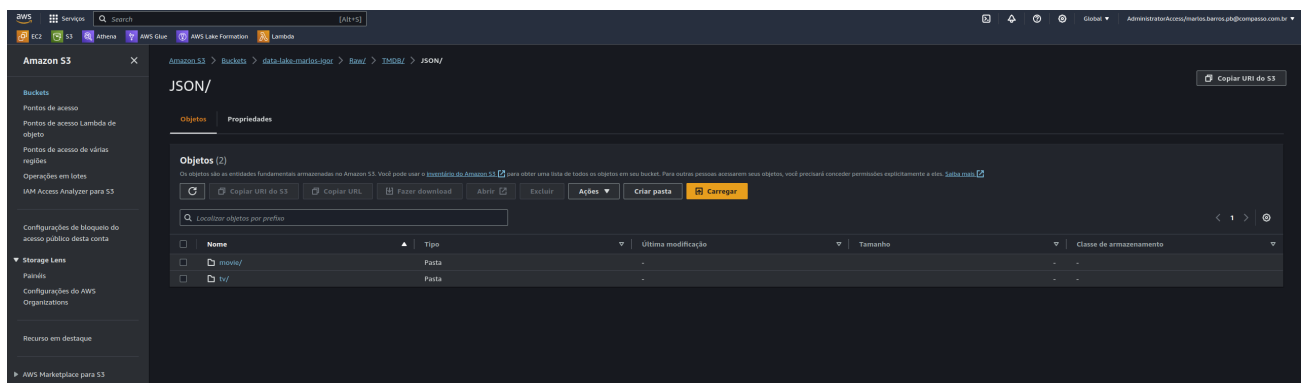 aws Serviços Search [Alt+S] Global ▼ AdministratorAccess/marlos.barros.pb@compasso.com.br ▼
EC2 S3 Athena AWS Glue AWS Lake Formation Lambda
Amazon S3 ×
Buckets
Pontos de acesso
Pontos de acesso Lambda de
objeto
Pontos de acesso de várias
regiões
Operações em lotes
IAM Access Analyzer para S3
Configurações de bloqueio do
acesso público desta conta
▼ Storage Lens
Painéis
Configurações do AWS
Organizations
Recurso em destaque
▶ AWS Marketplace para S3
Amazon S3 > Buckets > data-lake-marlos-igor > Raw/ > TMDB/ > JSON/
JSON/
Copiar URI do S3
Objetos Propriedades
Objetos (2)
Os objetos são as entidades fundamentais armazenadas no Amazon S3. Você pode usar o inventário do Amazon S3 para obter uma lista de todos os objetos em seu bucket. Para outras pessoas acessarem seus objetos, você precisará conceder permissões explicitamente a eles. Saiba mais
Copiar URI do S3 Copiar URL Fazer download Abrir Excluir Ações ▼ Criar pasta Carregar
Localizar objetos por prefixo < 1 >
Nome ▲ Tipo ▽ Última modificação ▽ Tamanho ▽ Classe de armazenamento ▽
movie/ Pasta - - -
tv/ Pasta - - -